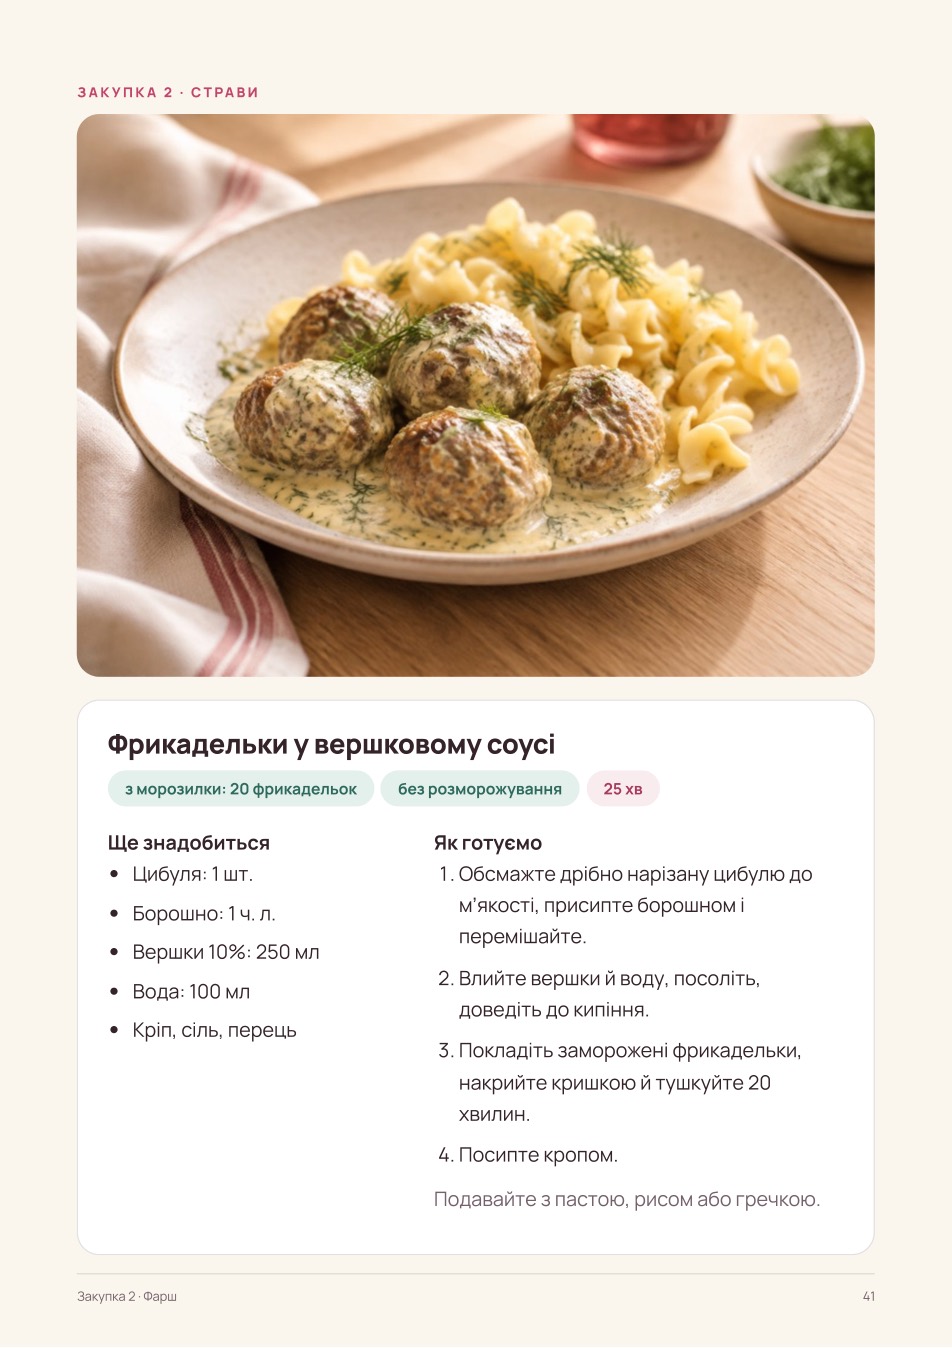 ЗАКУПКА 2 · СТРАВИ
Фрикадельки у вершковому соусі
з морозилки: 20 фрикадельок
без розморожування
25 хв
Ще знадобиться
• Цибуля: 1 шт.
• Борошно: 1 ч. л.
• Вершки 10%: 250 мл
• Вода: 100 мл
• Кріп, сіль, перець
Як готуємо
1. Обсмажте дрібно нарізану цибулю до
м'якості, присипте борошном і
перемішайте.
2. Влийте вершки й воду, посоліть,
доведіть до кипіння.
3. Покладіть заморожені фрикадельки,
накрийте кришкою й тушкуйте 20
хвилин.
4. Посипте кропом.
Подавайте з пастою, рисом або гречкою.
Закупка 2 · Фарш
41